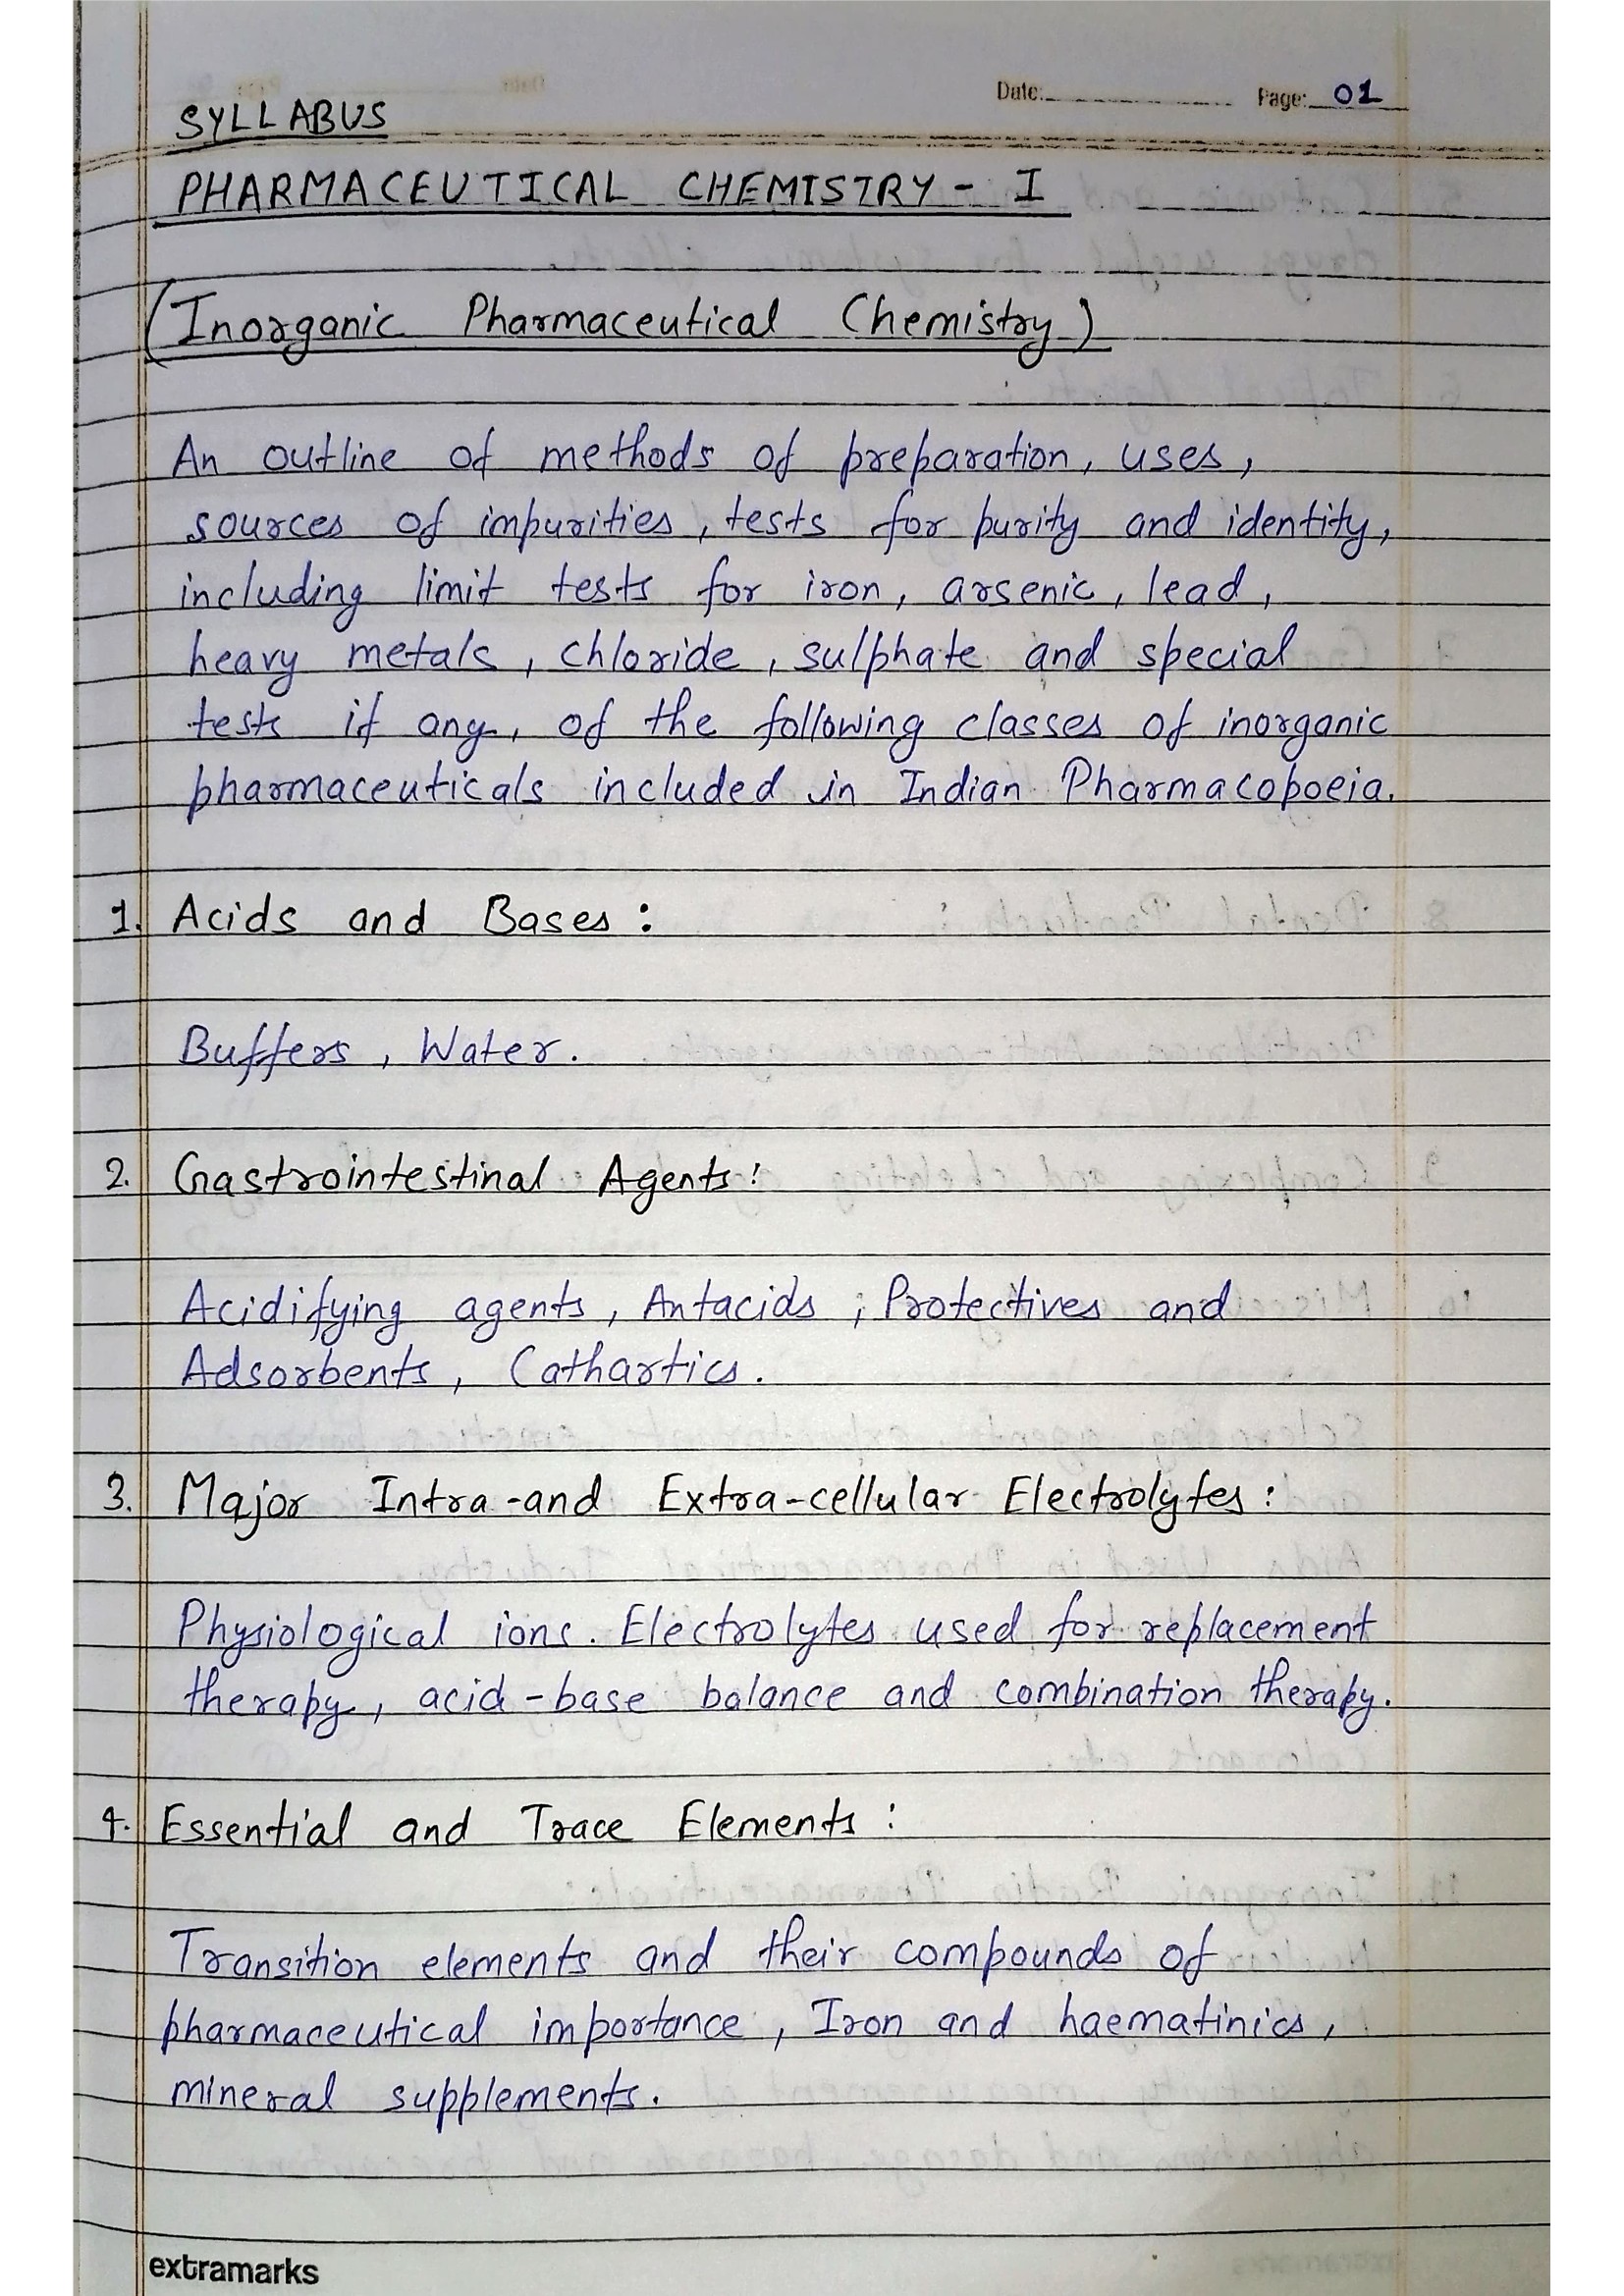 Date: Page: 01
SYLLABUS
PHARMACEUTICAL CHEMISTRY - I
(Inorganic Pharmaceutical Chemistry)
An outline of methods of preparation, uses,
sources of impurities, tests for purity and identity,
including limit tests for iron, arsenic, lead,
heavy metals, chloride, sulphate and special
tests if any, of the following classes of inorganic
pharmaceuticals included in Indian Pharmacopoeia.
1. Acids and Bases :
Buffers, Water.
2. Gastrointestinal Agents :
Acidifying agents, Antacids ; Protectives and
Adsorbents, Cathartics.
3. Major Intra-and Extra-cellular Electrolytes :
Physiological ions. Electrolytes used for replacement
therapy, acid-base balance and combination therapy.
4. Essential and Trace Elements :
Transition elements and their compounds of
pharmaceutical importance, Iron and haematinics,
mineral supplements.
extramarks